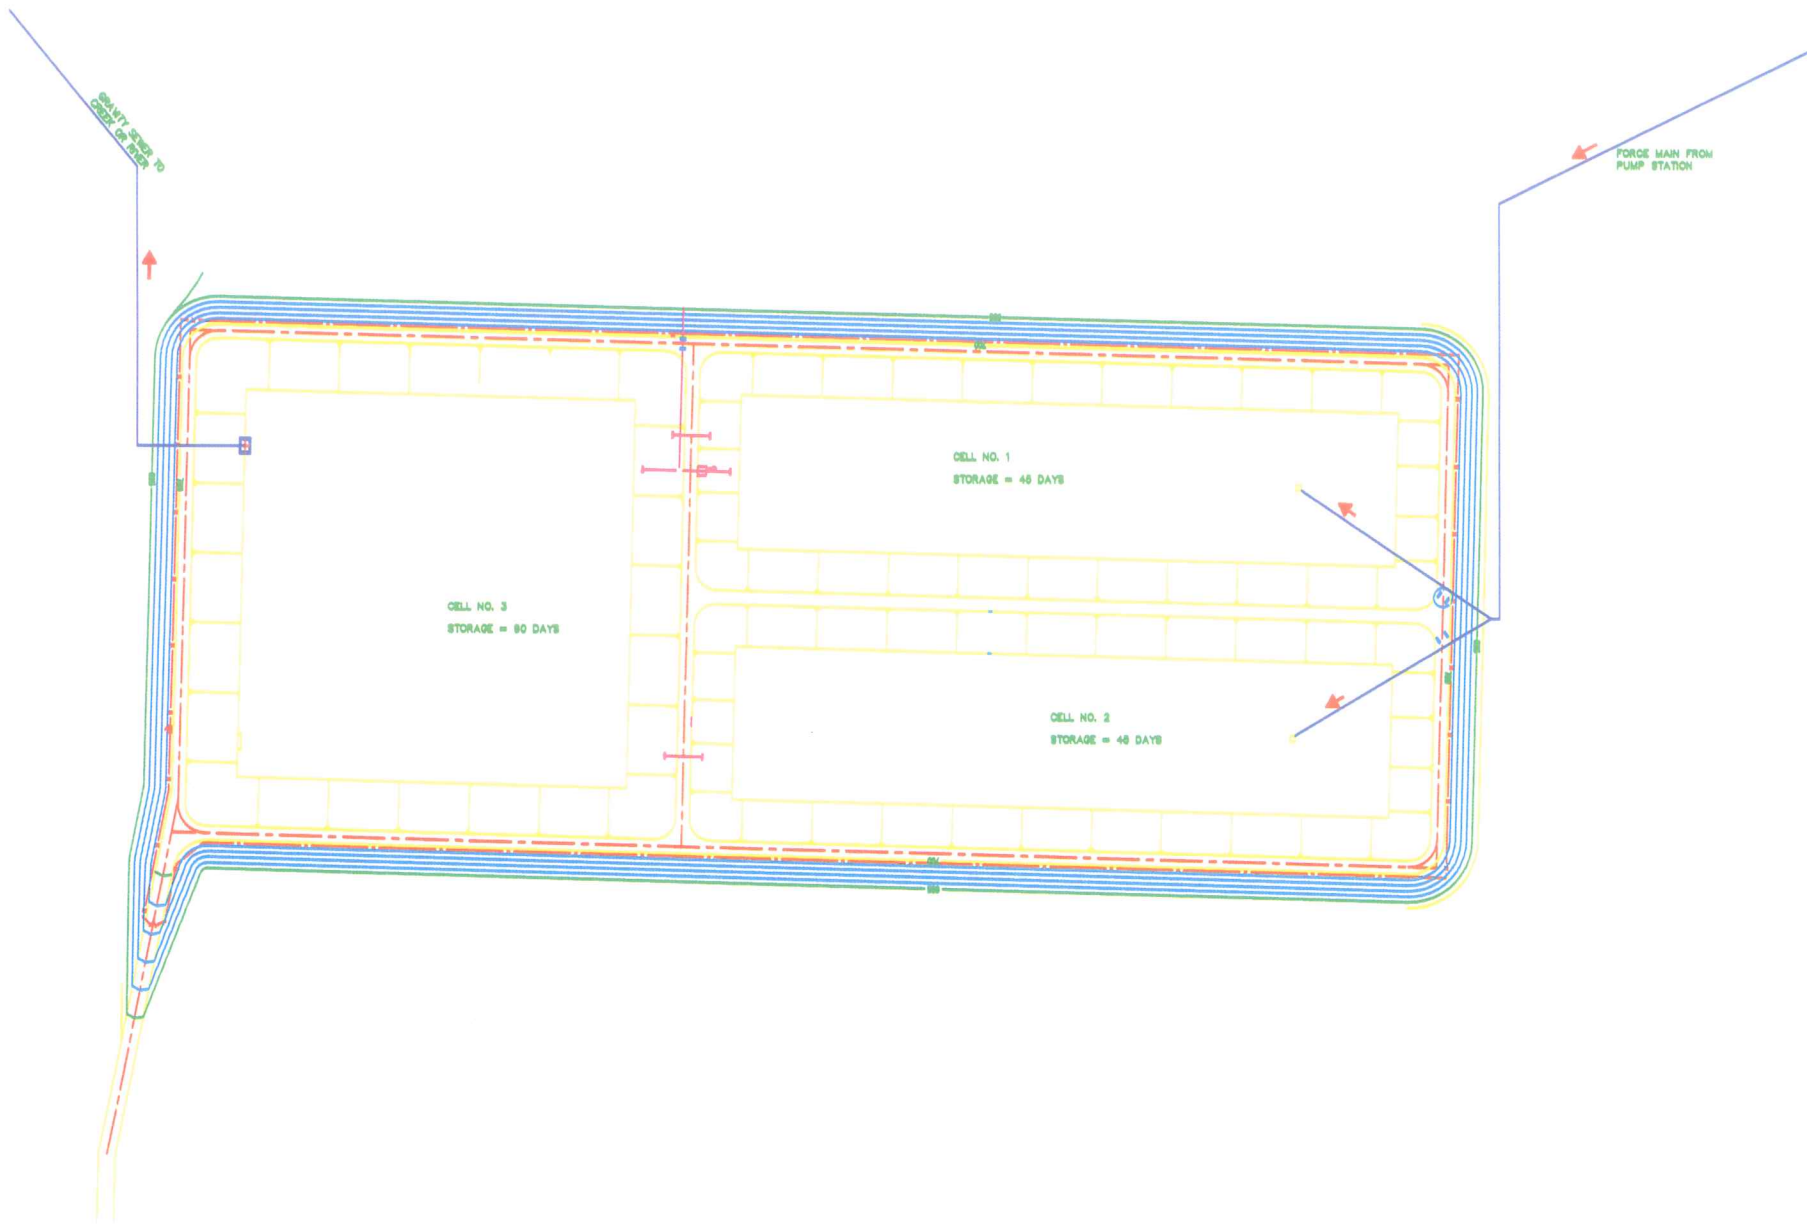 GRAVITY SEWER TO
CREEK OR RIVER
FORCE MAIN FROM
PUMP STATION
CELL NO. 1
STORAGE = 45 DAYS
CELL NO. 3
STORAGE = 90 DAYS
CELL NO. 2
STORAGE = 45 DAYS